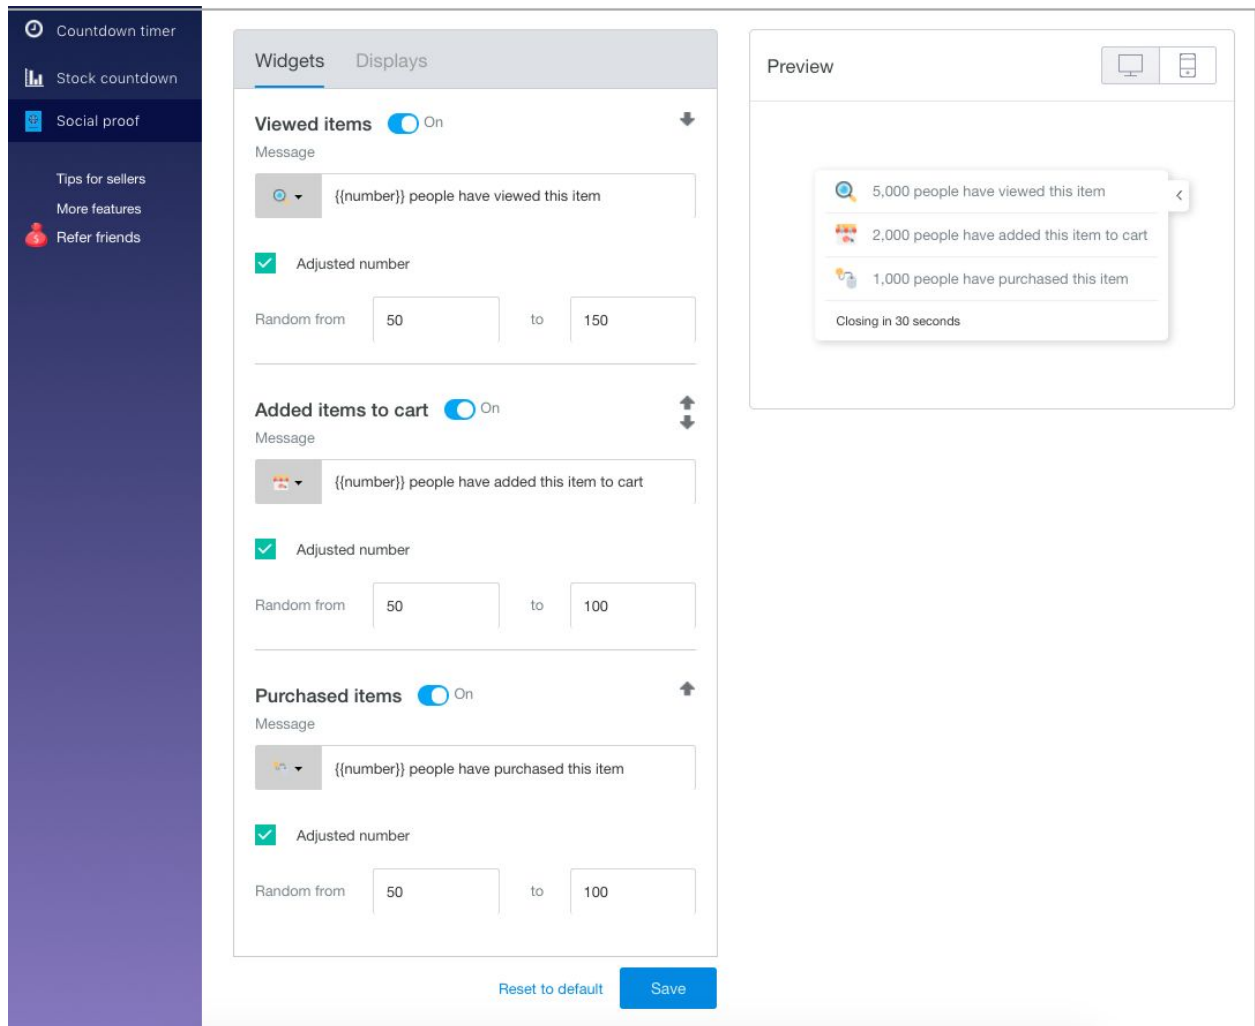 Countdown timer
Stock countdown
Social proof
Tips for sellers
More features
Refer friends
Widgets Displays
Viewed items On
Message
{{number}} people have viewed this item
Adjusted number
Random from 50 to 150
Added items to cart On
Message
{{number}} people have added this item to cart
Adjusted number
Random from 50 to 100
Purchased items On
Message
{{number}} people have purchased this item
Adjusted number
Random from 50 to 100
Reset to default Save
Preview
5,000 people have viewed this item
2,000 people have added this item to cart
1,000 people have purchased this item
Closing in 30 seconds